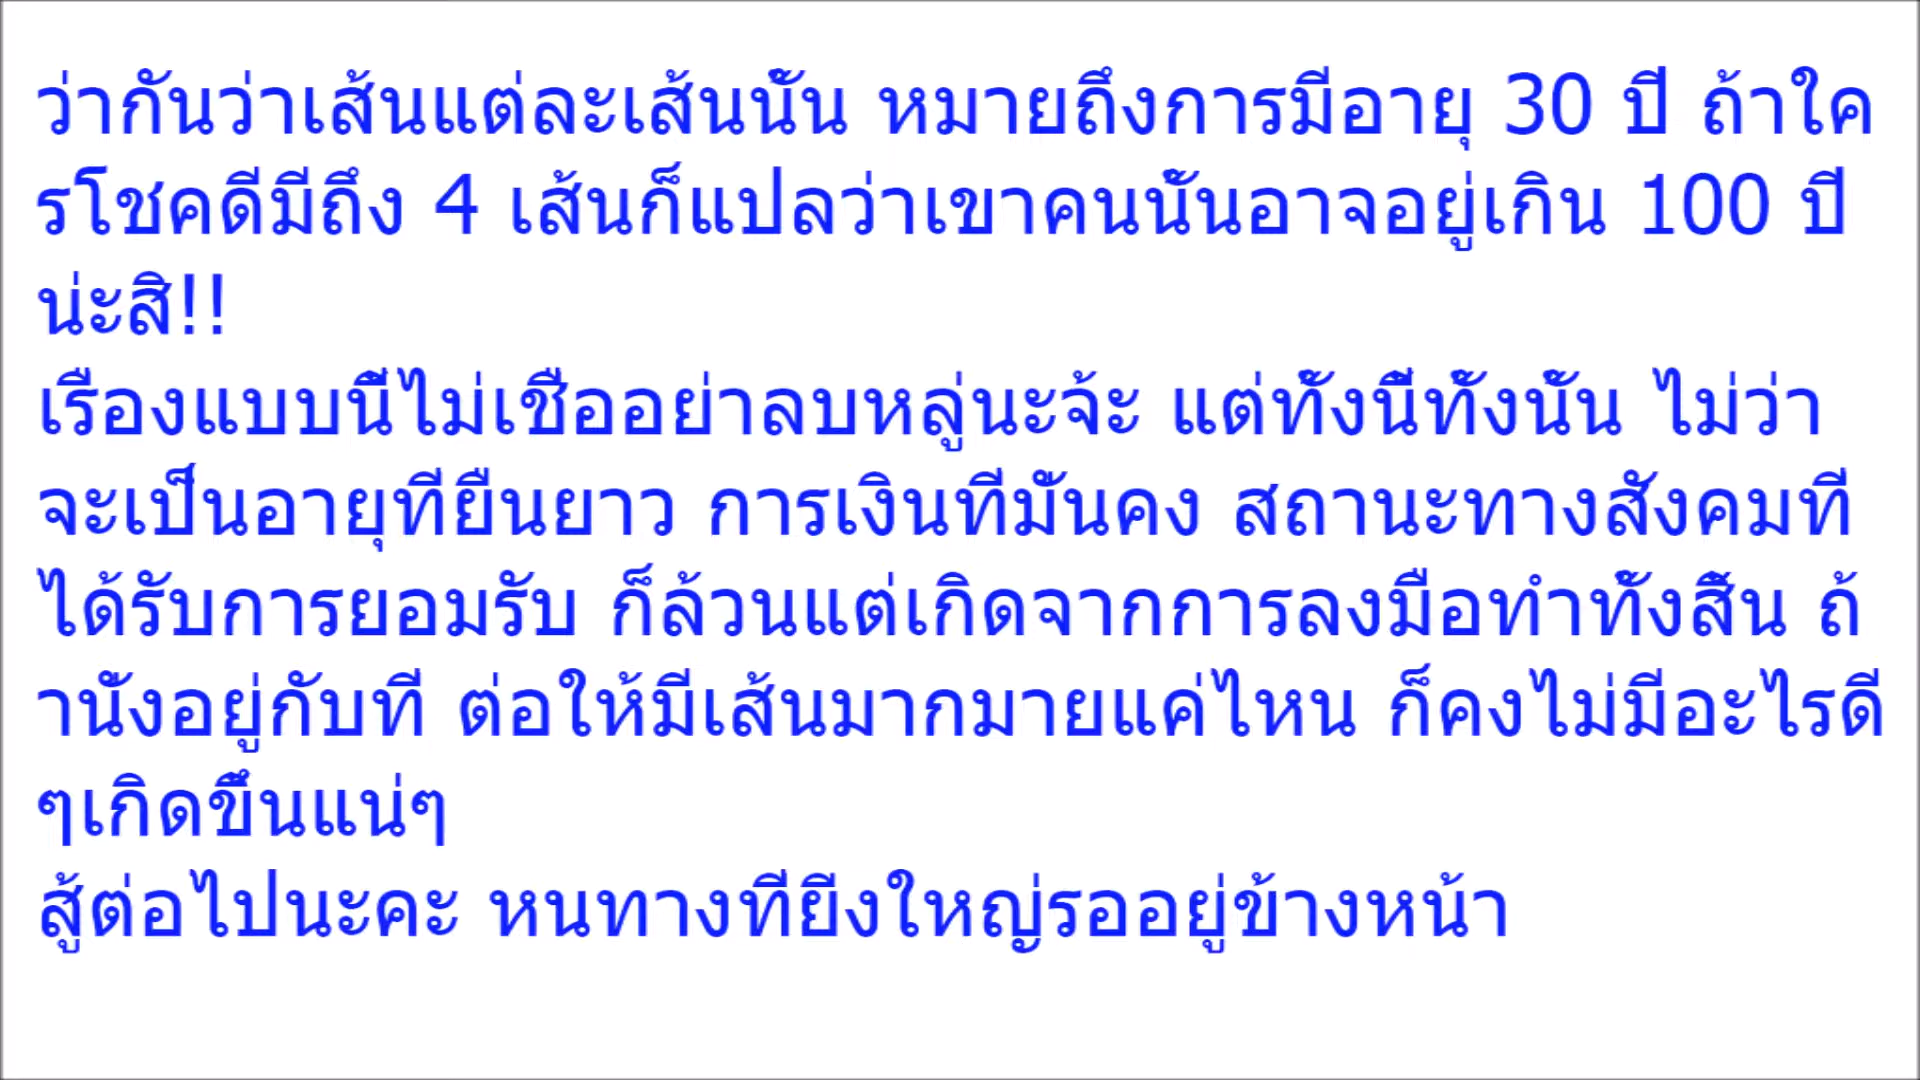 ว่ากันว่าเส้นแต่ละเส้นนั้น หมายถึงการมีอายุ 30 ปี ถ้าใค
รโชคดีมีถึง 4 เส้นก็แปลว่าเขาคนนั้นอาจอยู่เกิน 100 ปี
น่ะสิ!!
เรื่องแบบนี้ไม่เชื่ออย่าลบหลู่นะจ้ะ แต่ทั้งนี้ทั้งนั้น ไม่ว่า
จะเป็นอายุที่ยืนยาว การเงินที่มั่นคง สถานะทางสังคมที่
ได้รับการยอมรับ ก็ล้วนแต่เกิดจากการลงมือทำทั้งสิ้น ถ้
านั่งอยู่กับที่ ต่อให้มีเส้นมากมายแค่ไหน ก็คงไม่มีอะไรดี
ๆเกิดขึ้นแน่ๆ
สู้ต่อไปนะคะ หนทางที่ยิ่งใหญ่รออยู่ข้างหน้า